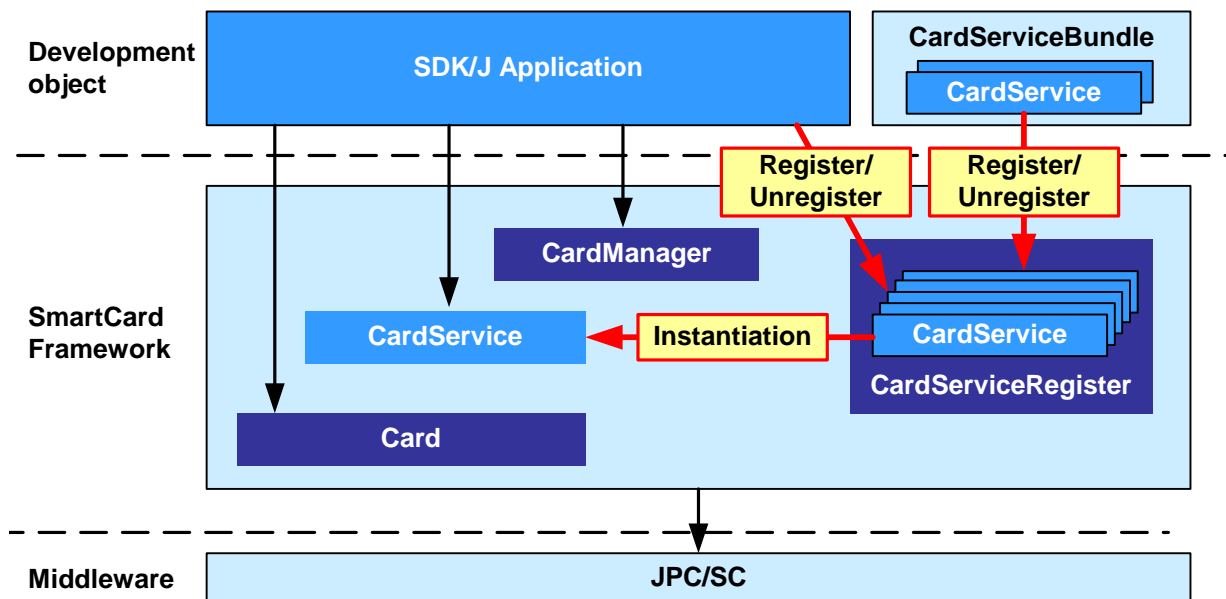 Development
object
SDK/J Application
CardServiceBundle
CardService
Register/
Unregister
Register/
Unregister
SmartCard
Framework
CardManager
CardService
Instantiation
CardService
CardServiceRegister
Card
Middleware
JPC/SC